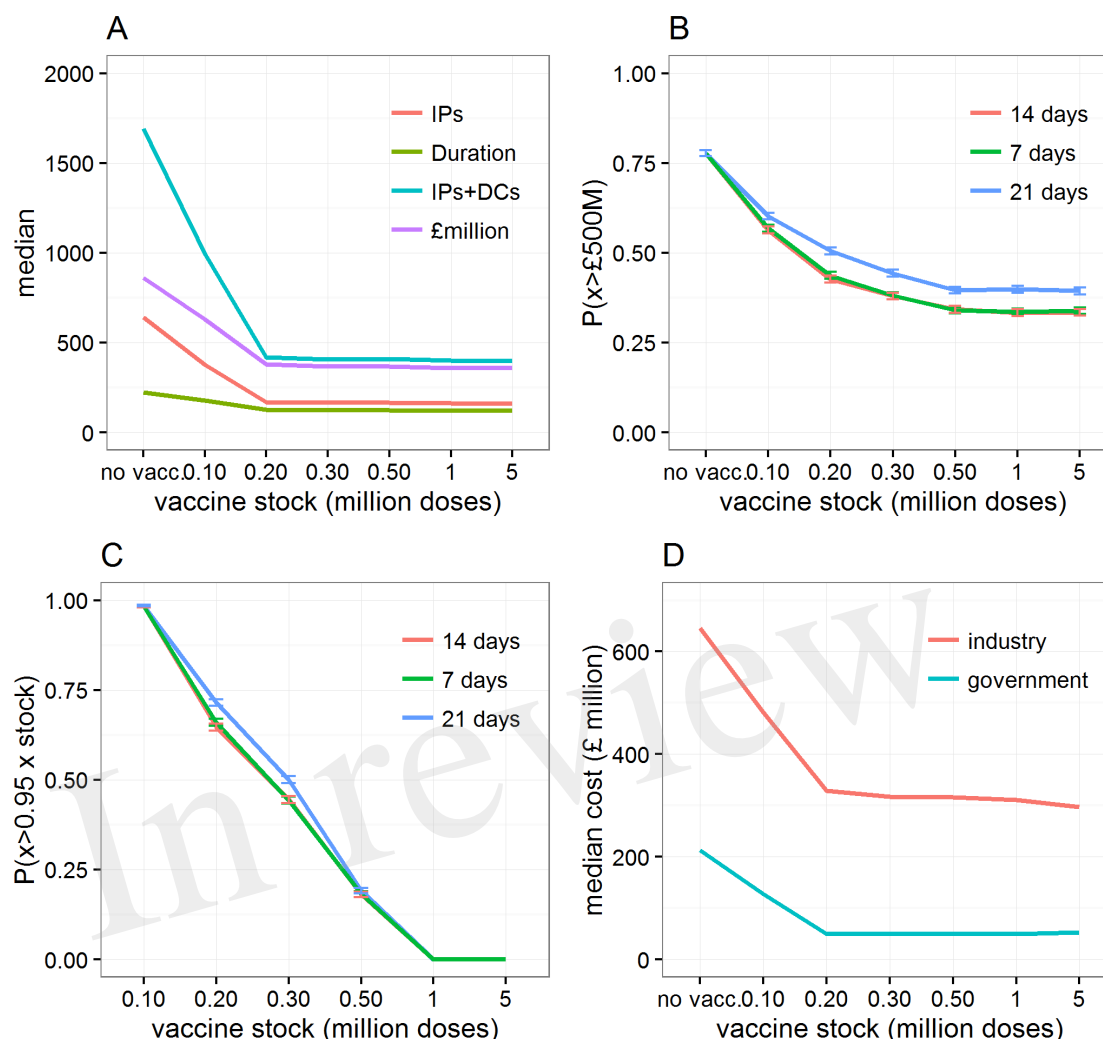 A
median
2000
1500
1000
500
0
IPs
Duration
IPs+DCs
£million
no vacc.
0.10
0.20
0.30
0.50
1
5
vaccine stock (million doses)
B
P(x>£500M)
1.00
0.75
0.50
0.25
0.00
14 days
7 days
21 days
no vacc.
0.10
0.20
0.30
0.50
1
5
vaccine stock (million doses)
C
P(x>0.95 x stock)
1.00
0.75
0.50
0.25
0.00
14 days
7 days
21 days
0.10
0.20
0.30
0.50
1
5
vaccine stock (million doses)
D
median cost (£ million)
600
400
200
0
industry
government
no vacc.
0.10
0.20
0.30
0.50
1
5
vaccine stock (million doses)
In review